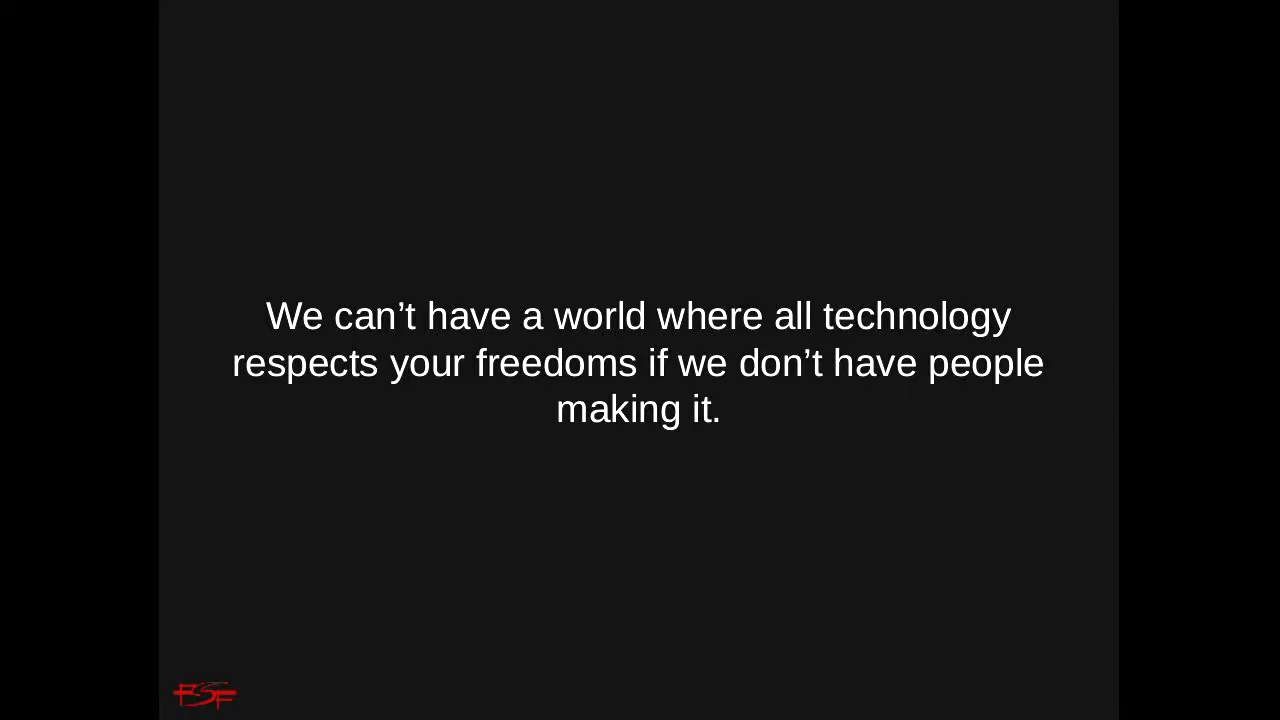 We can’t have a world where all technology
respects your freedoms if we don’t have people
making it.
FSF